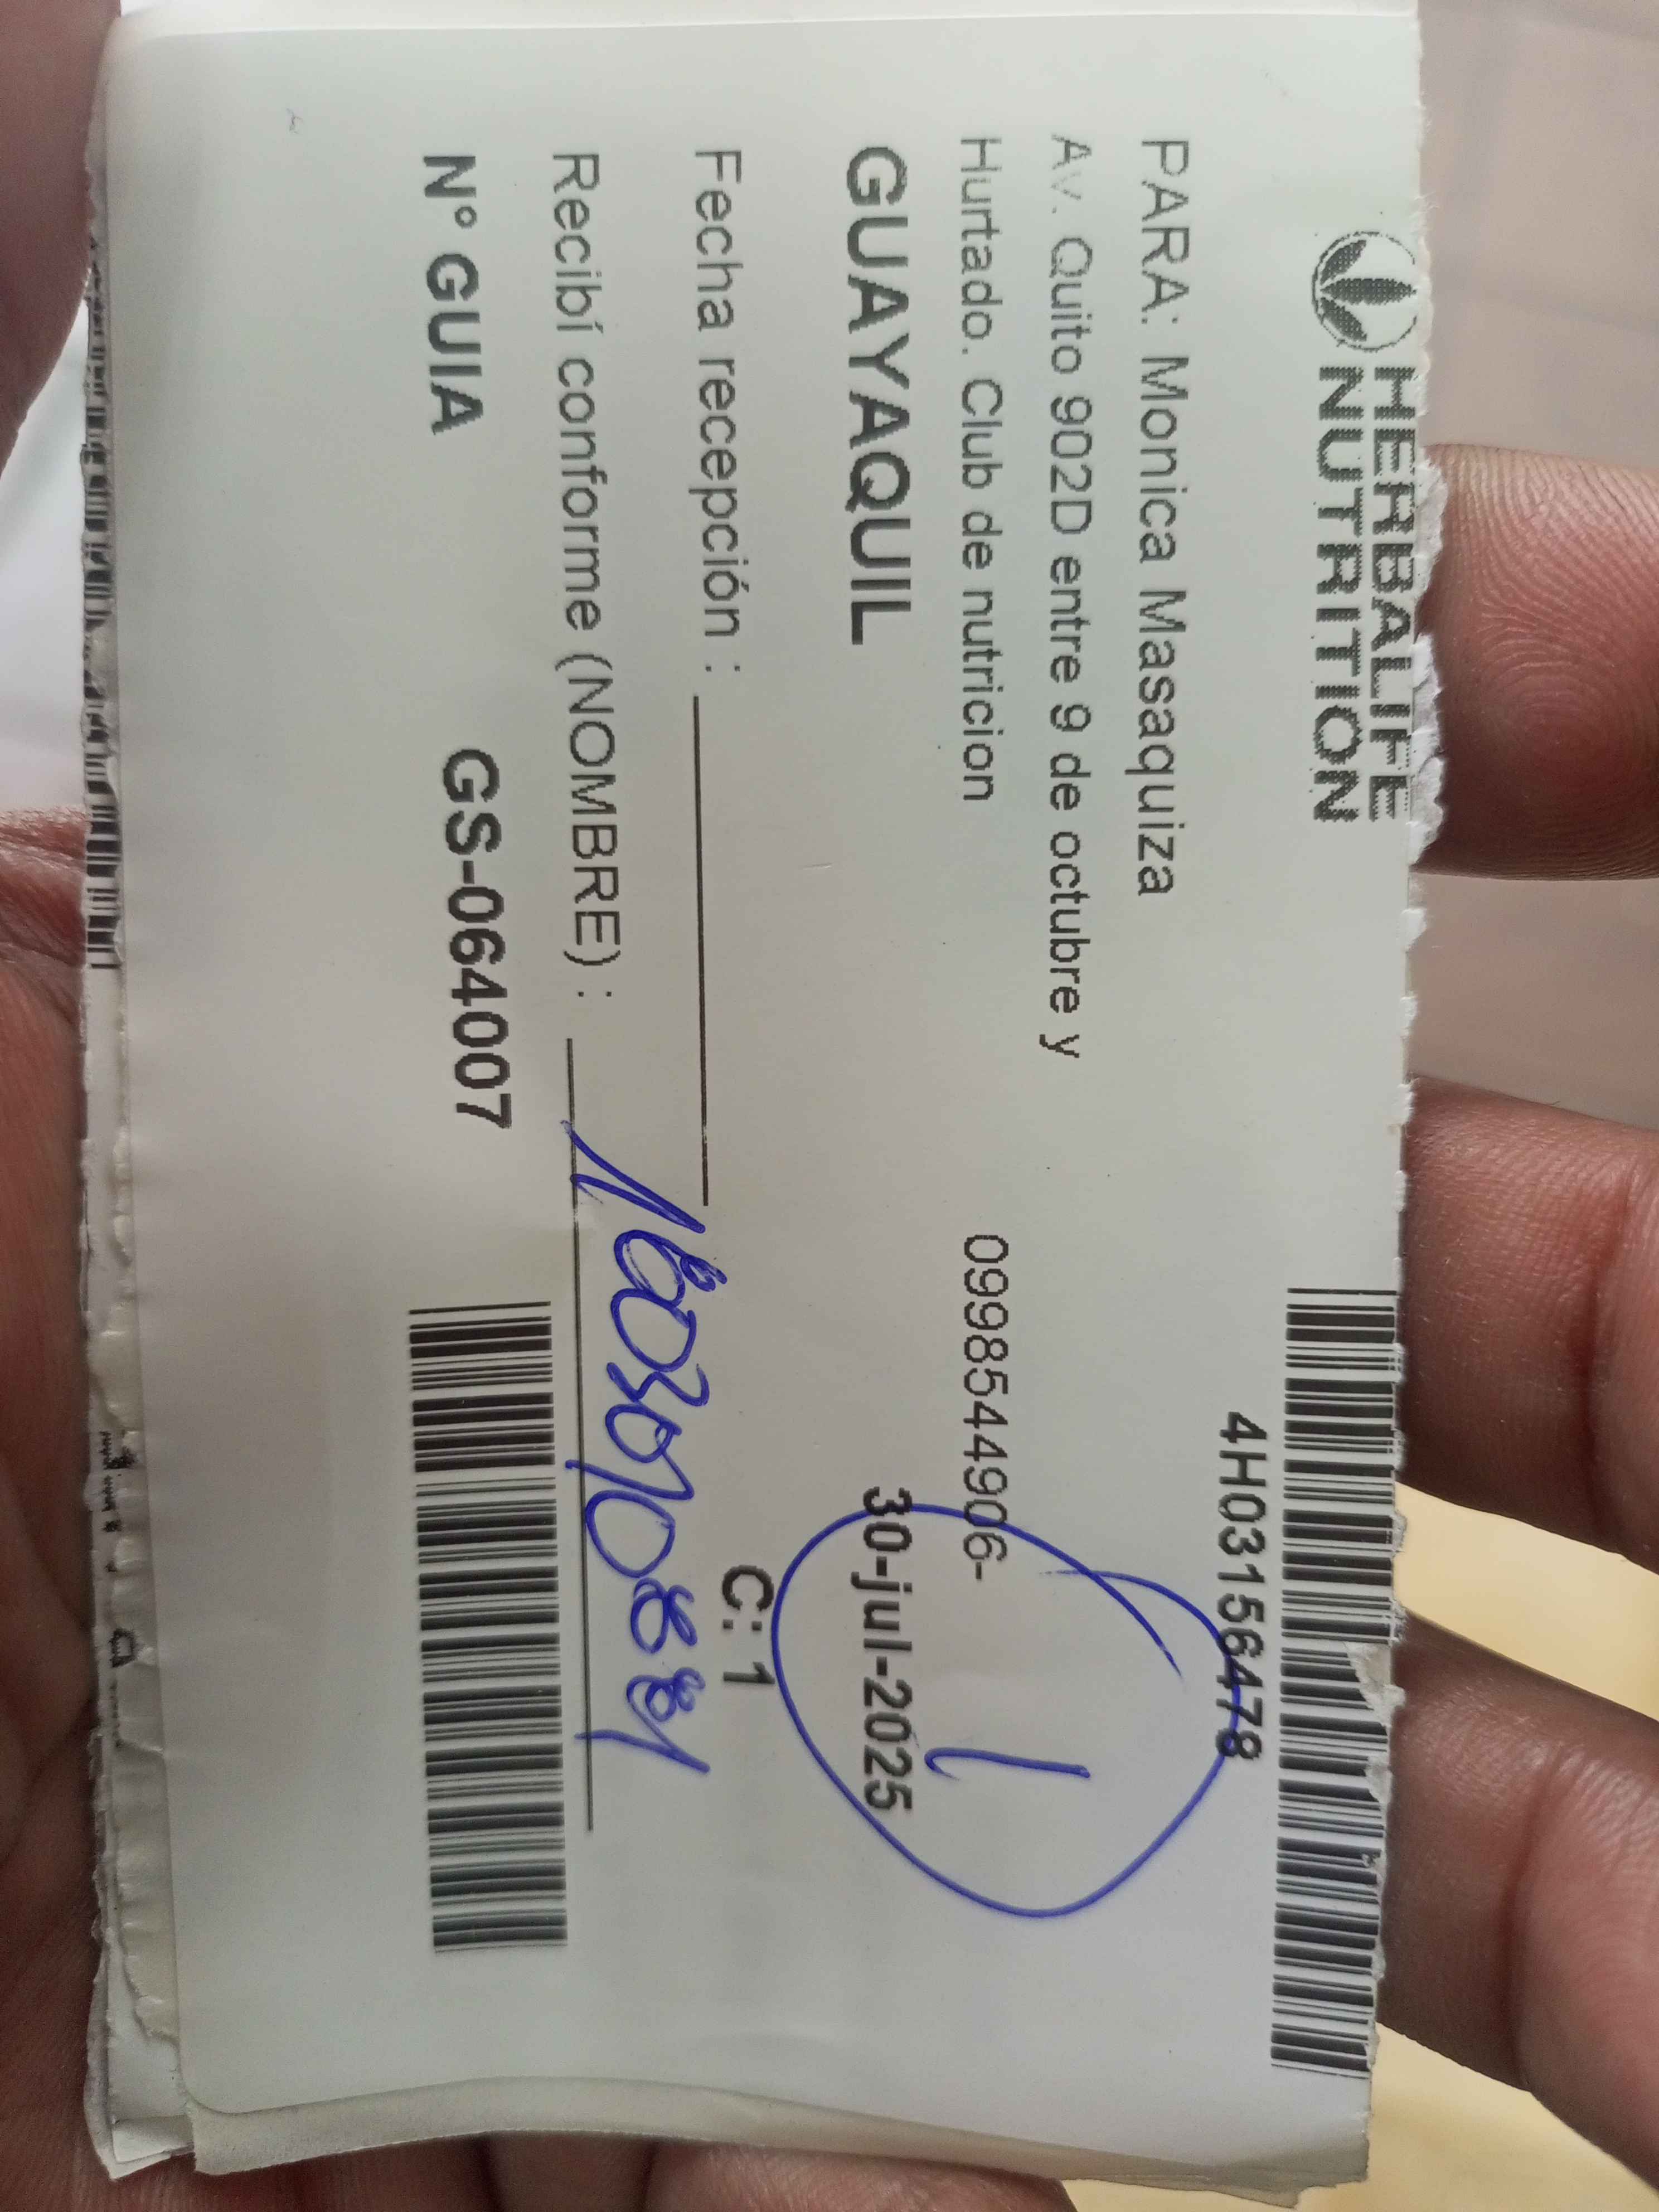 HERBALIFE
NUTRITION
4H03156478
PARA: Monica Masaquiza
Av. Quito 902D entre 9 de octubre y
Hurtado. Club de nutricion 0998544906-
1
GUAYAQUIL 30-jul-2025
Fecha recepción : C: 1
Recibí conforme (NOMBRE) :
N° GUIA GS-064007